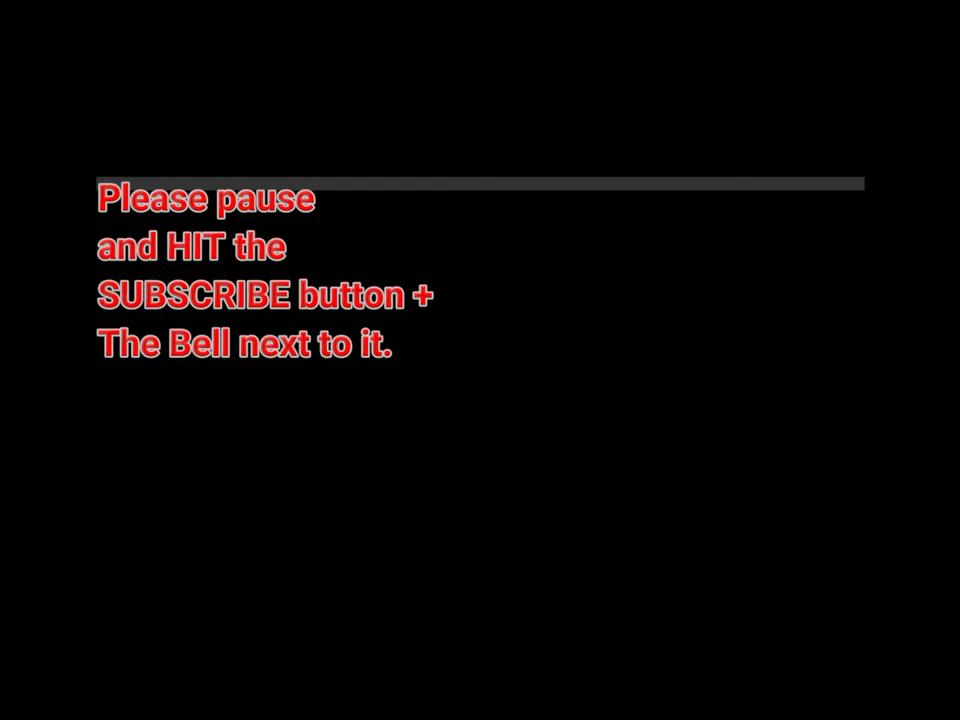 Please pause
and HIT the
SUBSCRIBE button +
The Bell next to it.